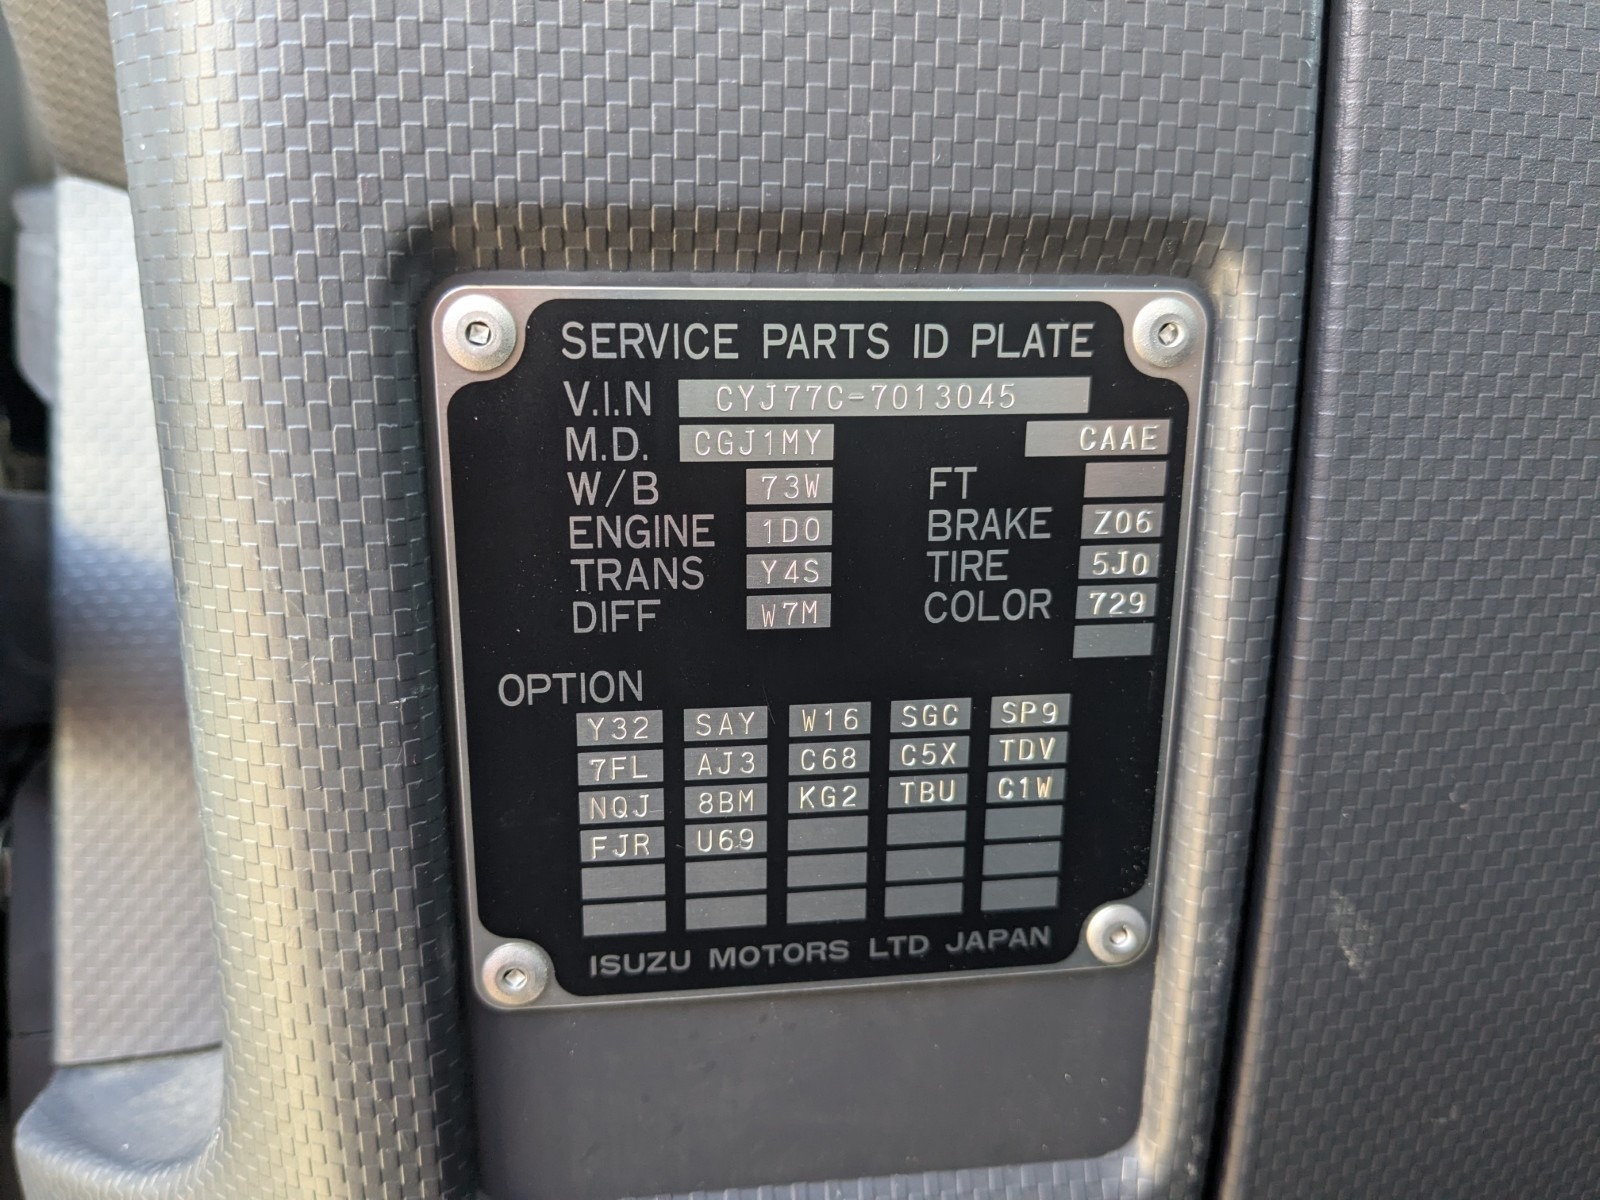 SERVICE PARTS ID PLATE
V.I.N CYJ77C-7013045
M.D. CGJ1MY CAAE
W/B 73W FT
ENGINE 1D0 BRAKE Z06
TRANS Y4S TIRE 5J0
DIFF W7M COLOR 729
OPTION
Y32 SAY W16 SGC SP9
7FL AJ3 C68 C5X TDV
NQJ 8BM KG2 TBU C1W
FJR U69
ISUZU MOTORS LTD JAPAN